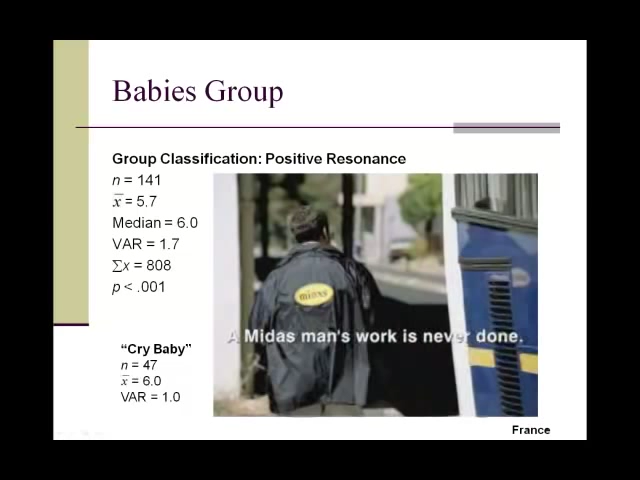 Babies Group
Group Classification: Positive Resonance
n = 141
x̅ = 5.7
Median = 6.0
VAR = 1.7
∑x = 808
p < .001
midas
A Midas man's work is never done.
“Cry Baby”
n = 47
x̅ = 6.0
VAR = 1.0
France